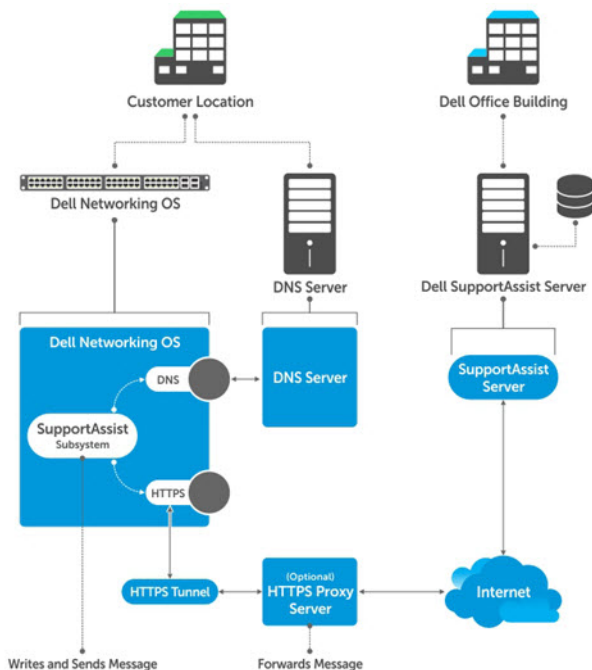 Customer Location
Dell Office Building
Dell Networking OS
DNS Server
Dell SupportAssist Server
Dell Networking OS
DNS
DNS Server
SupportAssist
Server
SupportAssist
Subsystem
HTTPS
HTTPS Tunnel
(Optional)
HTTPS Proxy
Server
Internet
Writes and Sends Message
Forwards Message